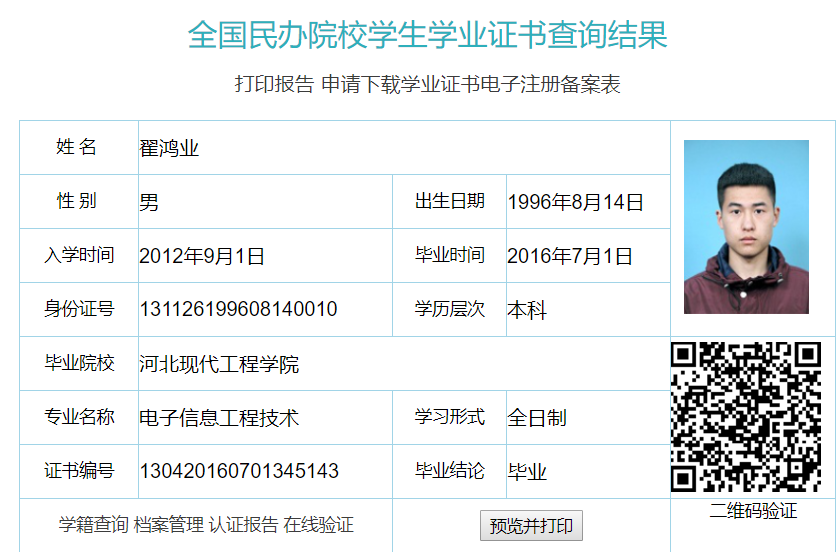 全国民办院校学生学业证书查询结果
打印报告 申请下载学业证书电子注册备案表
姓 名 翟鸿业
性 别 男 出生日期 1996年8月14日
入学时间 2012年9月1日 毕业时间 2016年7月1日
身份证号 131126199608140010 学历层次 本科
毕业院校 河北现代工程学院
专业名称 电子信息工程技术 学习形式 全日制
证书编号 130420160701345143 毕业结论 毕业
二维码验证
学籍查询 档案管理 认证报告 在线验证 预览并打印